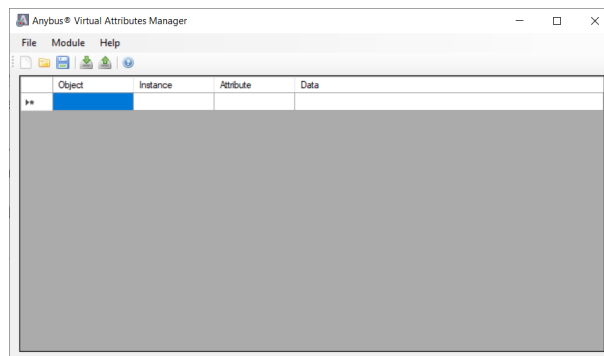 Anybus® Virtual Attributes Manager
File Module Help
Object Instance Attribute Data